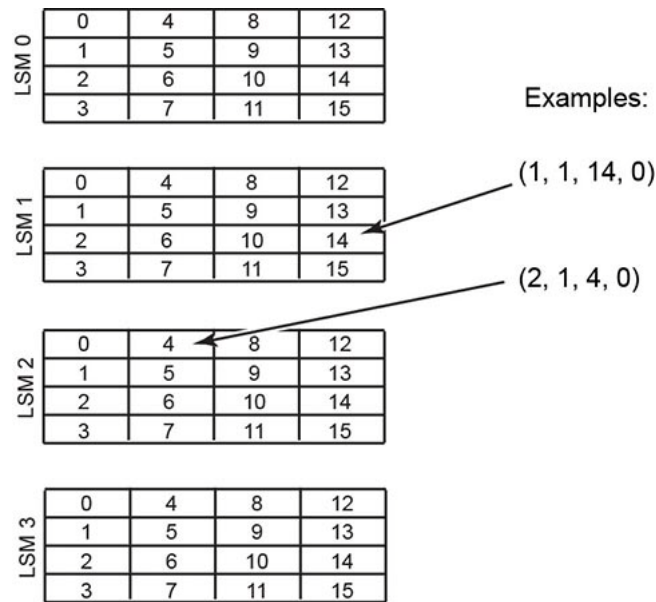 LSM 0
0 4 8 12
1 5 9 13
2 6 10 14
3 7 11 15
Examples:
LSM 1
0 4 8 12
1 5 9 13
2 6 10 14
3 7 11 15
(1, 1, 14, 0)
(2, 1, 4, 0)
LSM 2
0 4 8 12
1 5 9 13
2 6 10 14
3 7 11 15
LSM 3
0 4 8 12
1 5 9 13
2 6 10 14
3 7 11 15